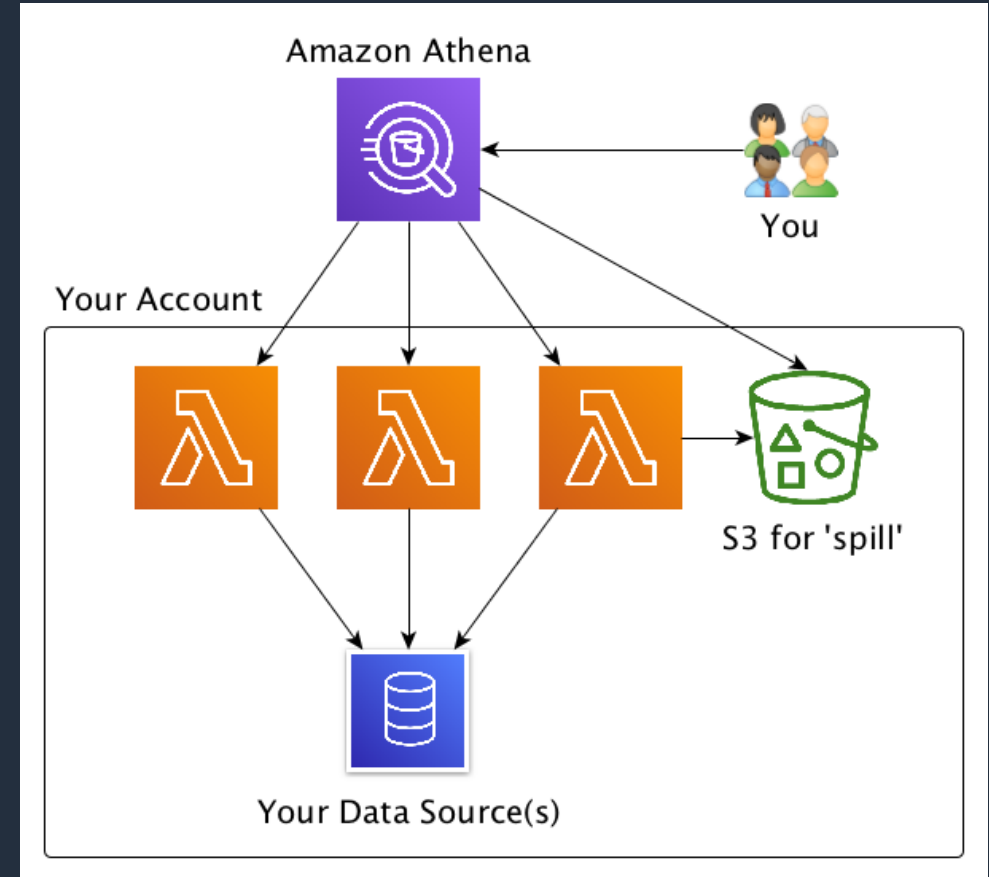 Amazon Athena
You
Your Account
S3 for 'spill'
Your Data Source(s)